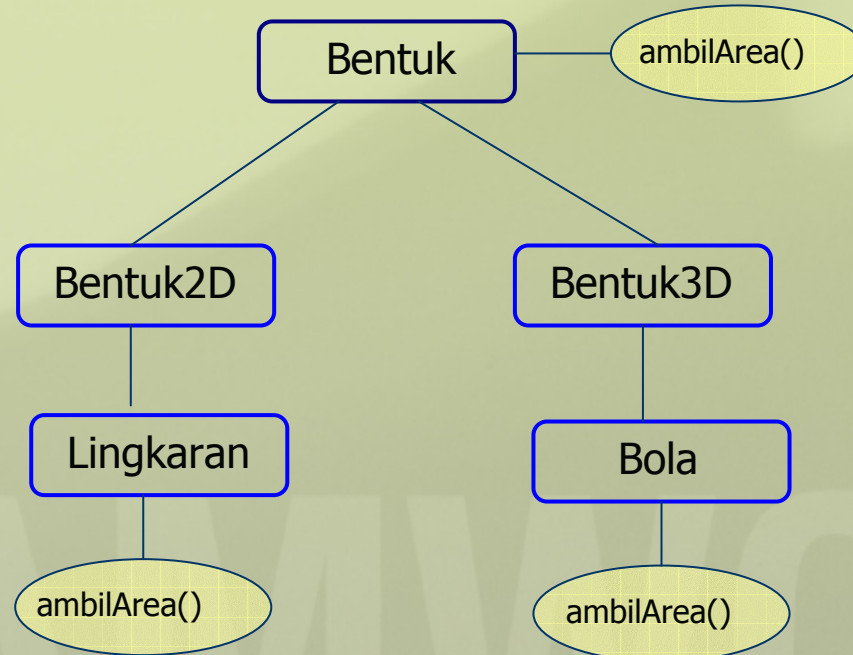 Bentuk
ambilArea()
Bentuk2D
Bentuk3D
Lingkaran
Bola
ambilArea()
ambilArea()